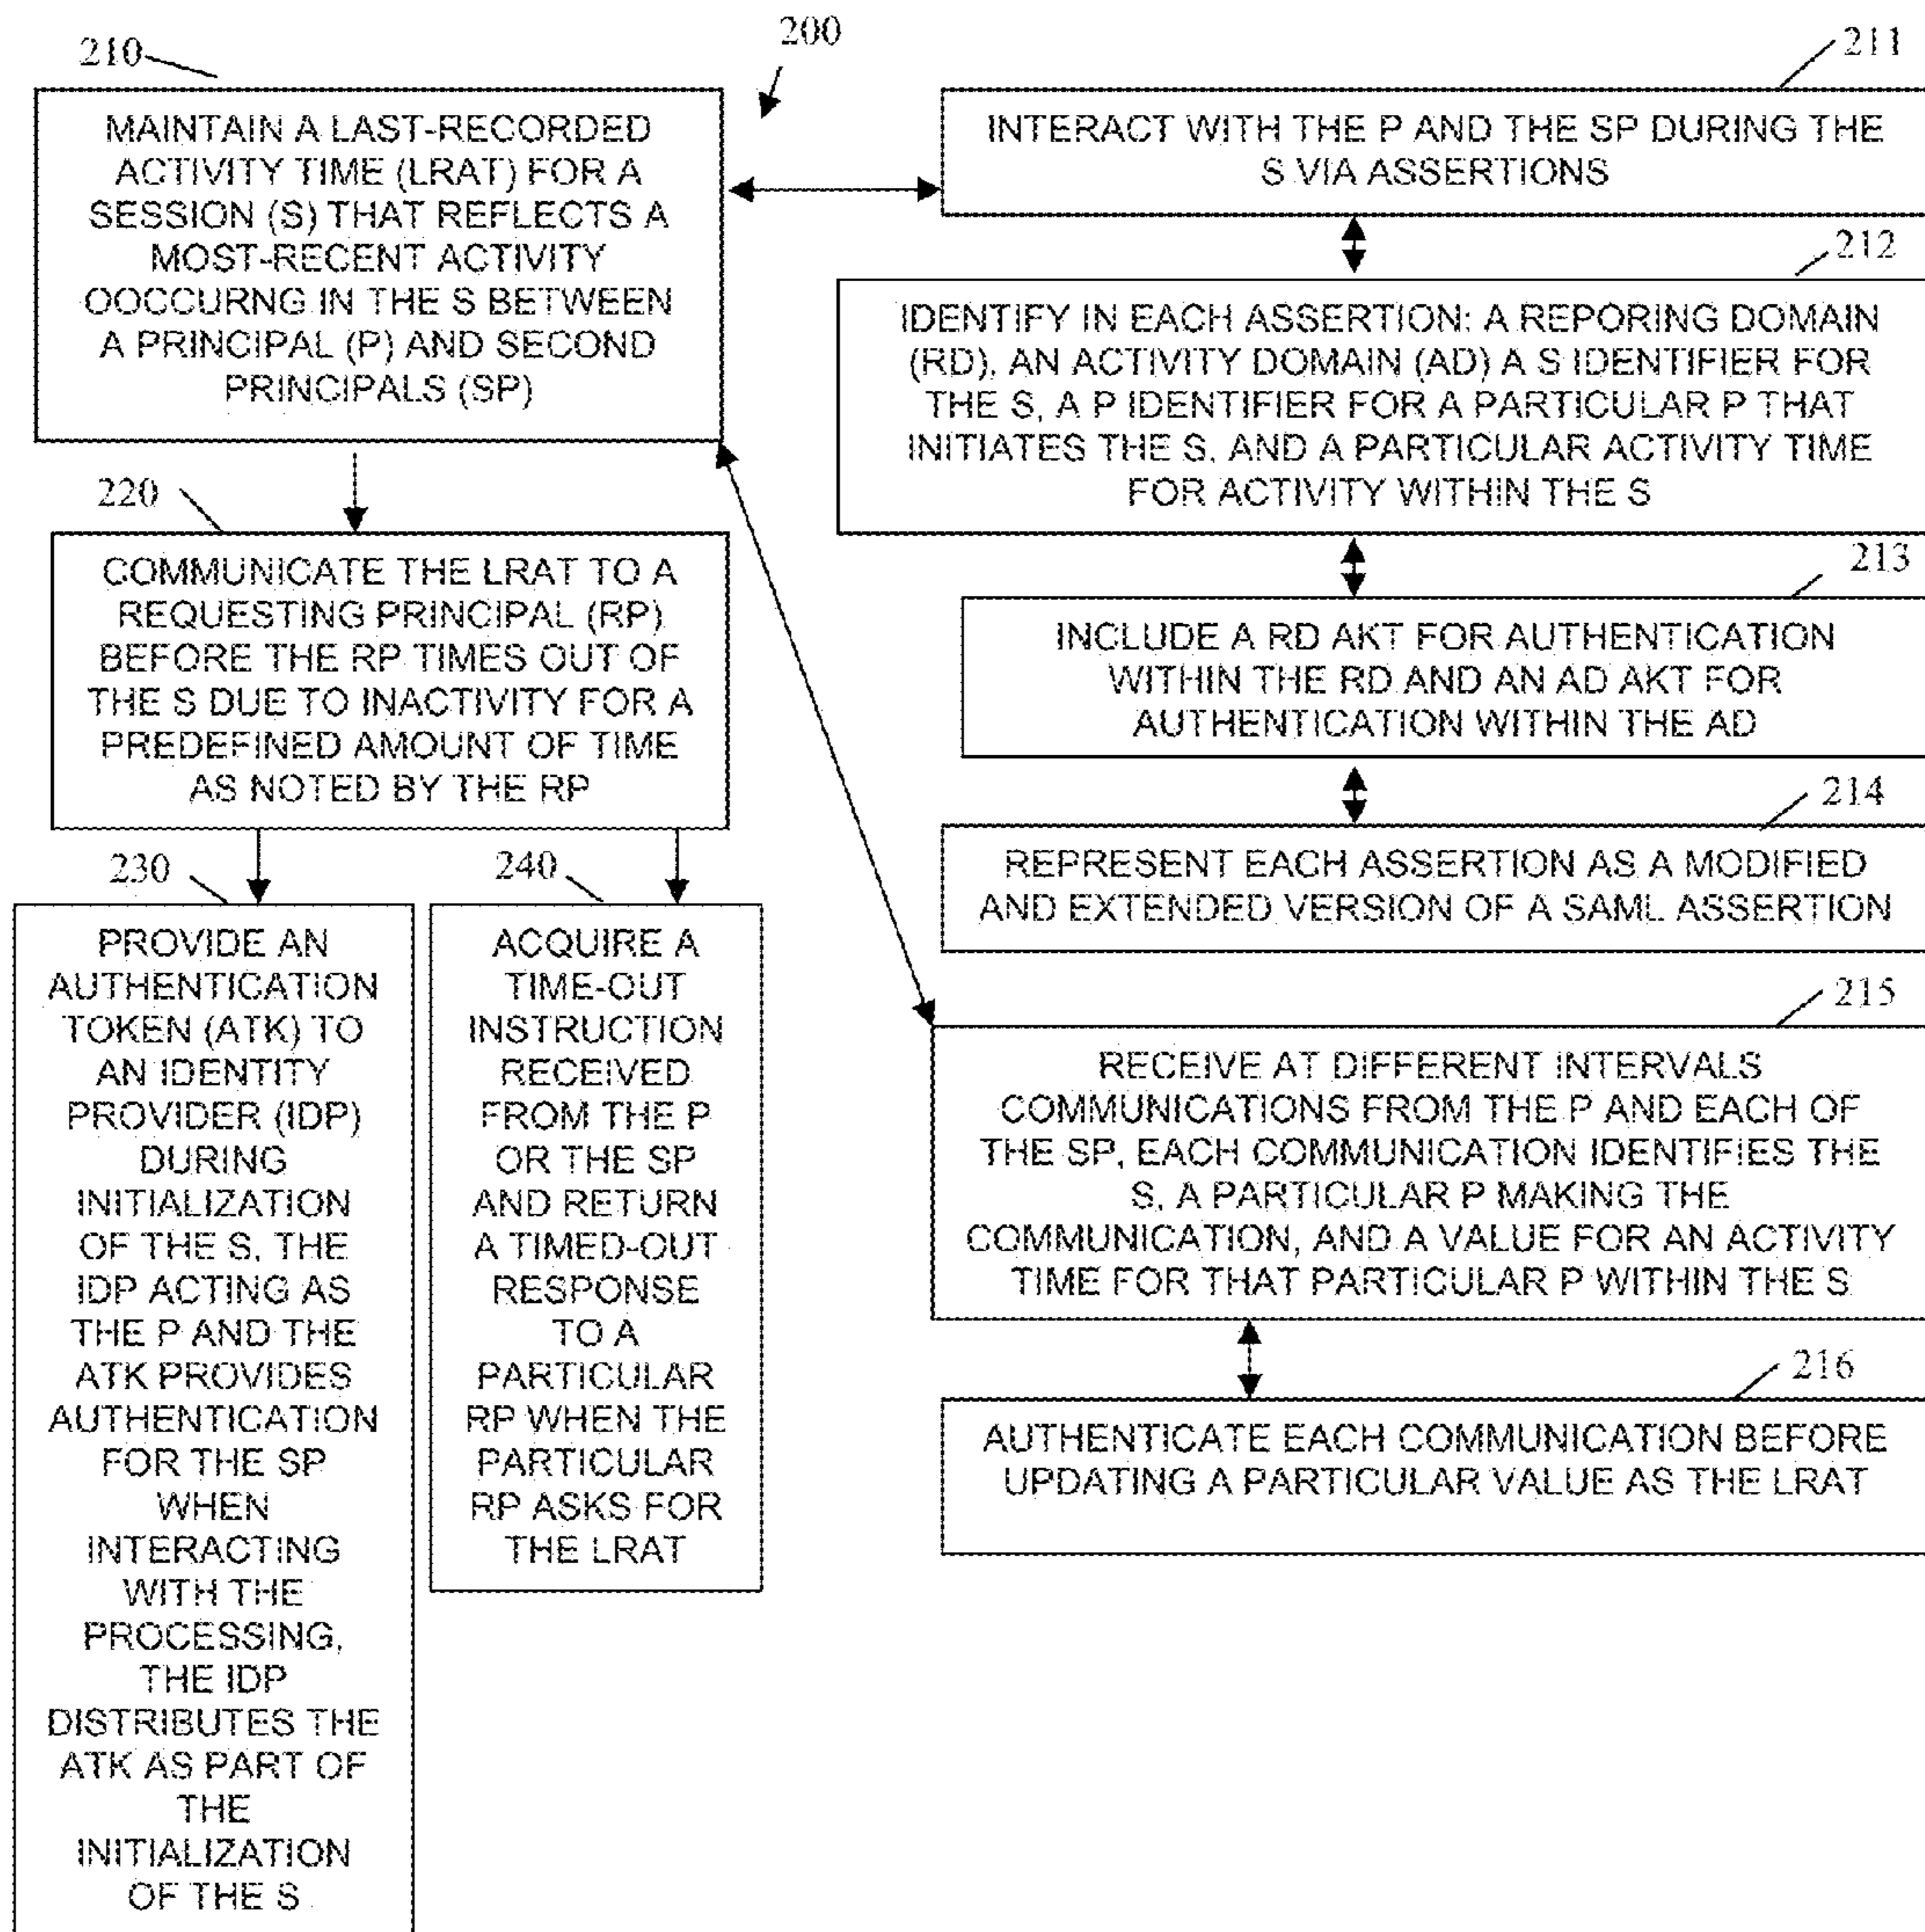 200
210
MAINTAIN A LAST-RECORDED
ACTIVITY TIME (LRAT) FOR A
SESSION (S) THAT REFLECTS A
MOST-RECENT ACTIVITY
OOCCURNG IN THE S BETWEEN
A PRINCIPAL (P) AND SECOND
PRINCIPALS (SP)
220
COMMUNICATE THE LRAT TO A
REQUESTING PRINCIPAL (RP)
BEFORE THE RP TIMES OUT OF
THE S DUE TO INACTIVITY FOR A
PREDEFINED AMOUNT OF TIME
AS NOTED BY THE RP
230
PROVIDE AN
AUTHENTICATION
TOKEN (ATK) TO
AN IDENTITY
PROVIDER (IDP)
DURING
INITIALIZATION
OF THE S, THE
IDP ACTING AS
THE P AND THE
ATK PROVIDES
AUTHENTICATION
FOR THE SP
WHEN
INTERACTING
WITH THE
PROCESSING,
THE IDP
DISTRIBUTES THE
ATK AS PART OF
THE
INITIALIZATION
OF THE S
240
ACQUIRE A
TIME-OUT
INSTRUCTION
RECEIVED
FROM THE P
OR THE SP
AND RETURN
A TIMED-OUT
RESPONSE
TO A
PARTICULAR
RP WHEN THE
PARTICULAR
RP ASKS FOR
THE LRAT
211
INTERACT WITH THE P AND THE SP DURING THE
S VIA ASSERTIONS
212
IDENTIFY IN EACH ASSERTION: A REPORING DOMAIN
(RD), AN ACTIVITY DOMAIN (AD) A S IDENTIFIER FOR
THE S, A P IDENTIFIER FOR A PARTICULAR P THAT
INITIATES THE S, AND A PARTICULAR ACTIVITY TIME
FOR ACTIVITY WITHIN THE S
213
INCLUDE A RD AKT FOR AUTHENTICATION
WITHIN THE RD AND AN AD AKT FOR
AUTHENTICATION WITHIN THE AD
214
REPRESENT EACH ASSERTION AS A MODIFIED
AND EXTENDED VERSION OF A SAML ASSERTION
215
RECEIVE AT DIFFERENT INTERVALS
COMMUNICATIONS FROM THE P AND EACH OF
THE SP, EACH COMMUNICATION IDENTIFIES THE
S, A PARTICULAR P MAKING THE
COMMUNICATION, AND A VALUE FOR AN ACTIVITY
TIME FOR THAT PARTICULAR P WITHIN THE S
216
AUTHENTICATE EACH COMMUNICATION BEFORE
UPDATING A PARTICULAR VALUE AS THE LRAT